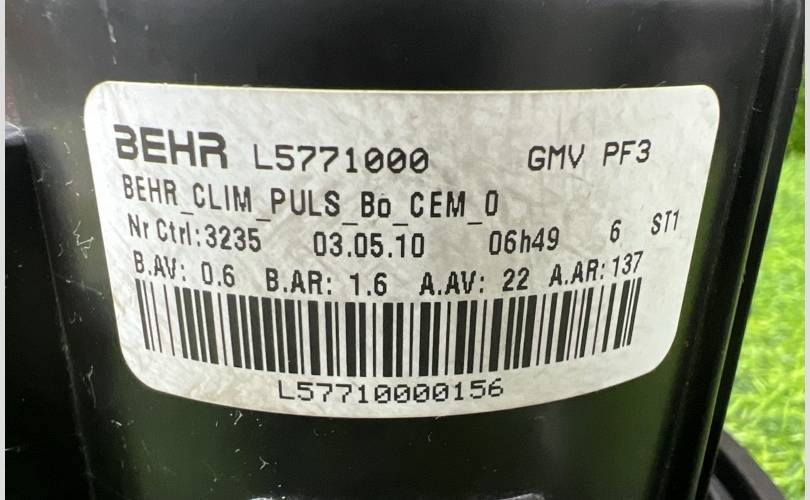 BEHR L5771000 GMV PF3
BEHR_CLIM_PULS_Bo_CEM_0
Nr Ctrl:3235 03.05.10 06h49 6 ST1
B.AV: 0.6 B.AR: 1.6 A.AV: 22 A.AR: 137
L57710000156